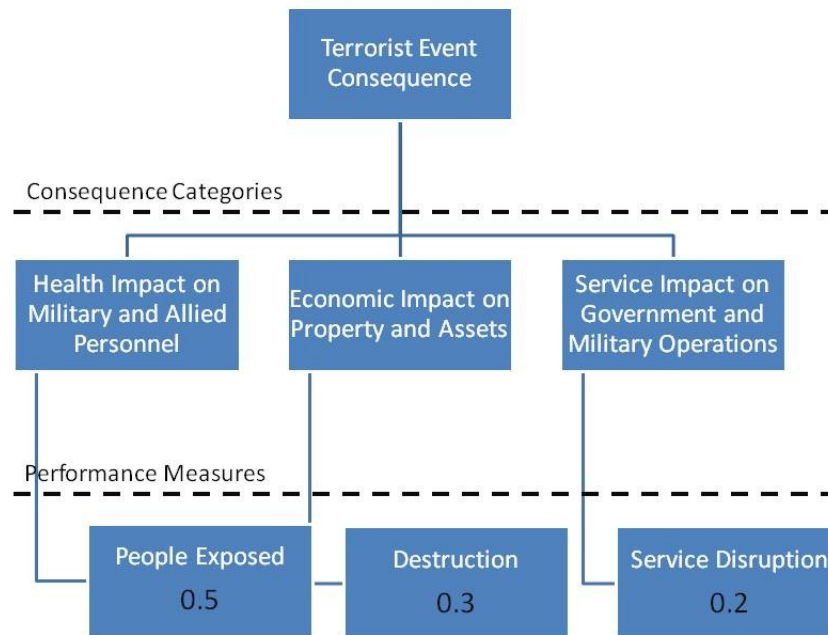 Terrorist Event
Consequence
Consequence Categories
Health Impact on
Military and Allied
Personnel
Economic Impact on
Property and Assets
Service Impact on
Government and
Military Operations
Performance Measures
People Exposed
0.5
Destruction
0.3
Service Disruption
0.2